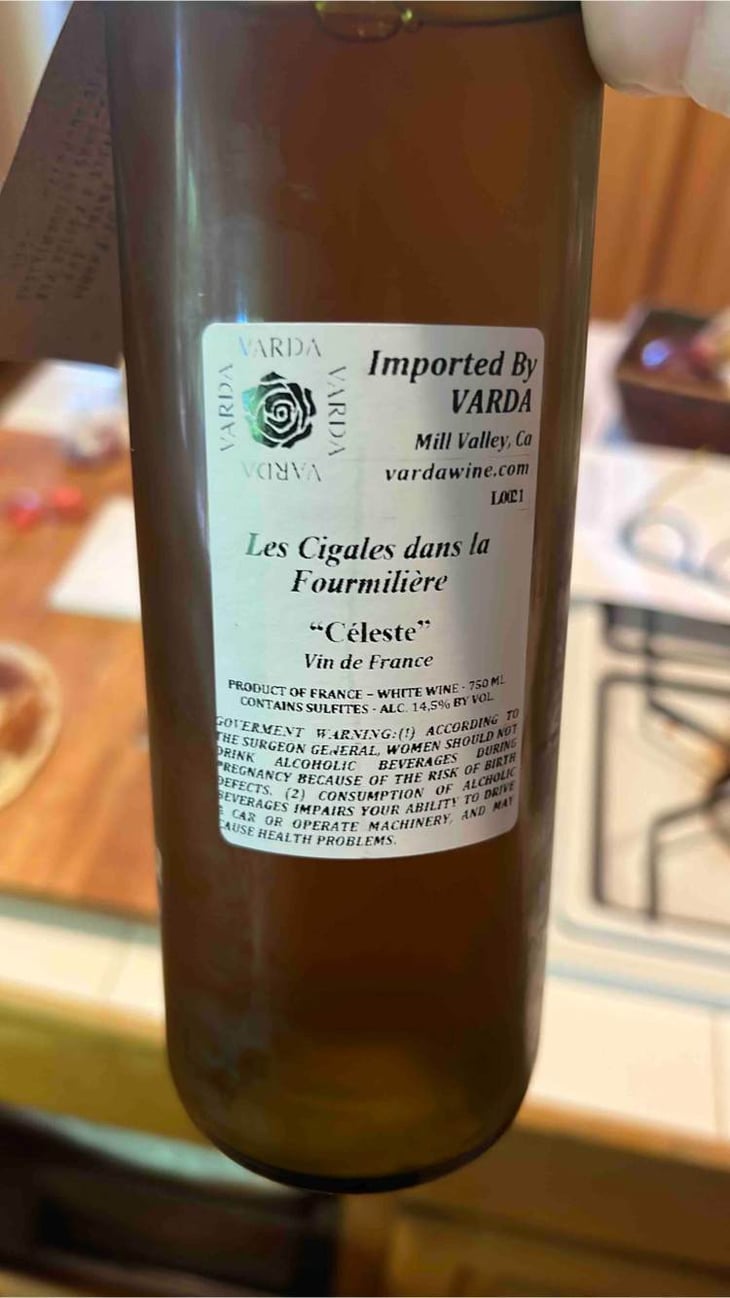 VARDA
VARDA
VARDA
VARDA
Imported By
VARDA
Mill Valley, Ca
vardawine.com
L0021
Les Cigales dans la
Fourmilière
“Céleste”
Vin de France
PRODUCT OF FRANCE – WHITE WINE - 750 ML
CONTAINS SULFITES - ALC. 14,5% BY VOL.
GOVERMENT WARNING:(1) ACCORDING TO
THE SURGEON GENERAL, WOMEN SHOULD NOT
DRINK ALCOHOLIC BEVERAGES DURING
PREGNANCY BECAUSE OF THE RISK OF BIRTH
DEFECTS. (2) CONSUMPTION OF ALCHOLIC
BEVERAGES IMPAIRS YOUR ABILITY TO DRIVE
CAR OR OPERATE MACHINERY, AND MAY
CAUSE HEALTH PROBLEMS.